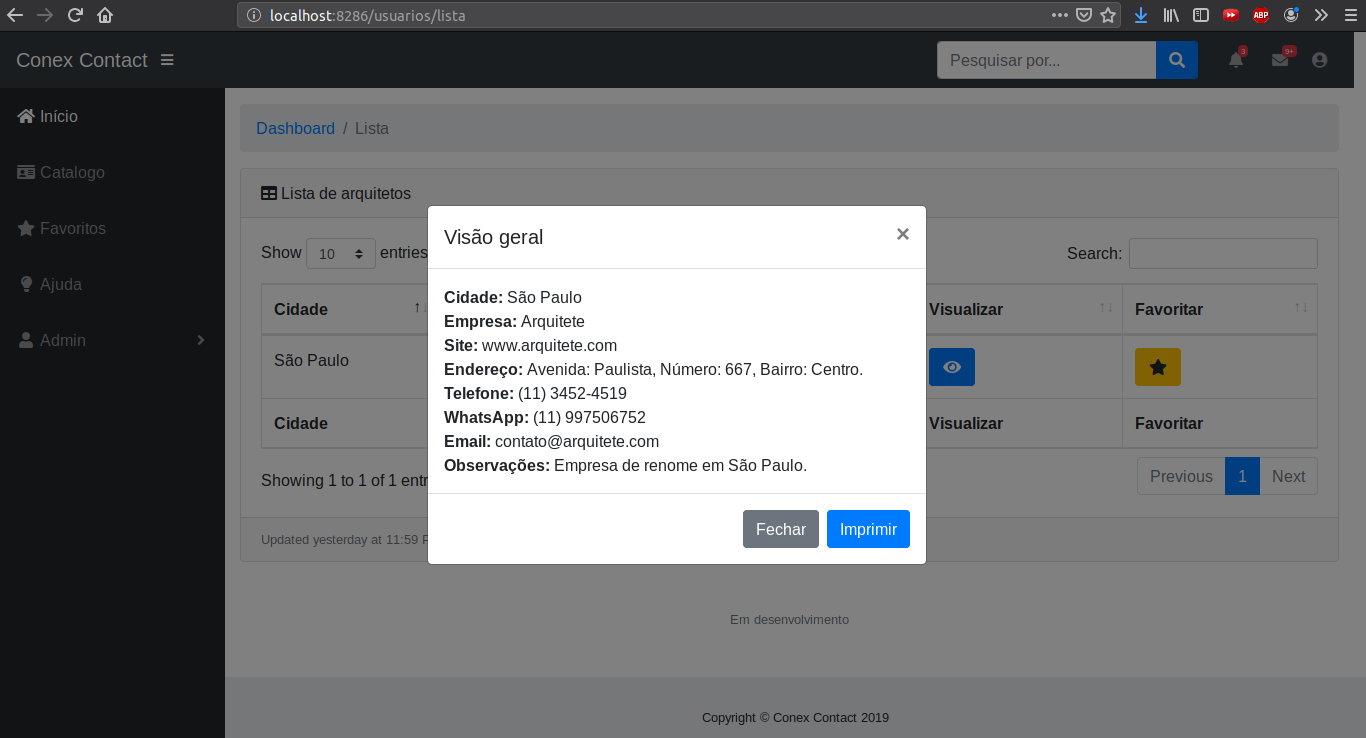 localhost:8286/usuarios/lista
ABP
Conex Contact
Pesquisar por...
3
9+
Início
Catalogo
Favoritos
Ajuda
Admin
Dashboard / Lista
Lista de arquitetos
Show 10 entries
Search:
Cidade
Visualizar
Favoritar
São Paulo
Cidade
Visualizar
Favoritar
Showing 1 to 1 of 1 entr
Previous 1 Next
Updated yesterday at 11:59 P
Visão geral
×
Cidade: São Paulo
Empresa: Arquitete
Site: www.arquitete.com
Endereço: Avenida: Paulista, Número: 667, Bairro: Centro.
Telefone: (11) 3452-4519
WhatsApp: (11) 997506752
Email: contato@arquitete.com
Observações: Empresa de renome em São Paulo.
Fechar
Imprimir
Em desenvolvimento
Copyright © Conex Contact 2019